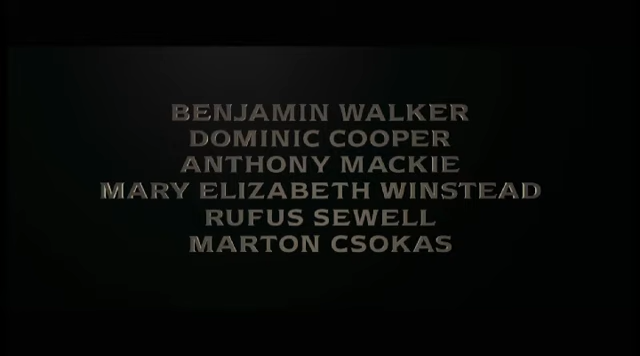 BENJAMIN WALKER
DOMINIC COOPER
ANTHONY MACKIE
MARY ELIZABETH WINSTEAD
RUFUS SEWELL
MARTON CSOKAS